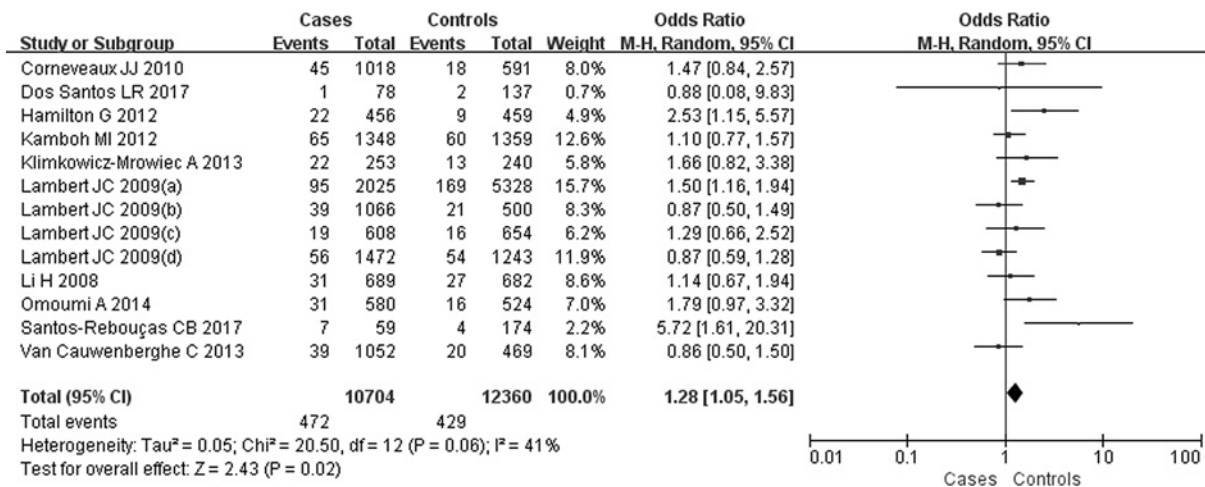 Cases Controls Odds Ratio Odds Ratio
Study or Subgroup Events Total Events Total Weight M-H, Random, 95% CI M-H, Random, 95% CI
Corneveaux JJ 2010 45 1018 18 591 8.0% 1.47 [0.84, 2.57]
Dos Santos LR 2017 1 78 2 137 0.7% 0.88 [0.08, 9.83]
Hamilton G 2012 22 456 9 459 4.9% 2.53 [1.15, 5.57]
Kamboh MI 2012 65 1348 60 1359 12.6% 1.10 [0.77, 1.57]
Klimkowicz-Mrowiec A 2013 22 253 13 240 5.8% 1.66 [0.82, 3.38]
Lambert JC 2009(a) 95 2025 169 5328 15.7% 1.50 [1.16, 1.94]
Lambert JC 2009(b) 39 1066 21 500 8.3% 0.87 [0.50, 1.49]
Lambert JC 2009(c) 19 608 16 654 6.2% 1.29 [0.66, 2.52]
Lambert JC 2009(d) 56 1472 54 1243 11.9% 0.87 [0.59, 1.28]
Li H 2008 31 689 27 682 8.6% 1.14 [0.67, 1.94]
Omoumi A 2014 31 580 16 524 7.0% 1.79 [0.97, 3.32]
Santos-Rebouças CB 2017 7 59 4 174 2.2% 5.72 [1.61, 20.31]
Van Cauwenberghe C 2013 39 1052 20 469 8.1% 0.86 [0.50, 1.50]
Total (95% CI) 10704 12360 100.0% 1.28 [1.05, 1.56]
Total events 472 429
Heterogeneity: Tau² = 0.05; Chi² = 20.50, df = 12 (P = 0.06); I² = 41%
Test for overall effect: Z = 2.43 (P = 0.02)
0.01 0.1 1 10 100
Cases Controls